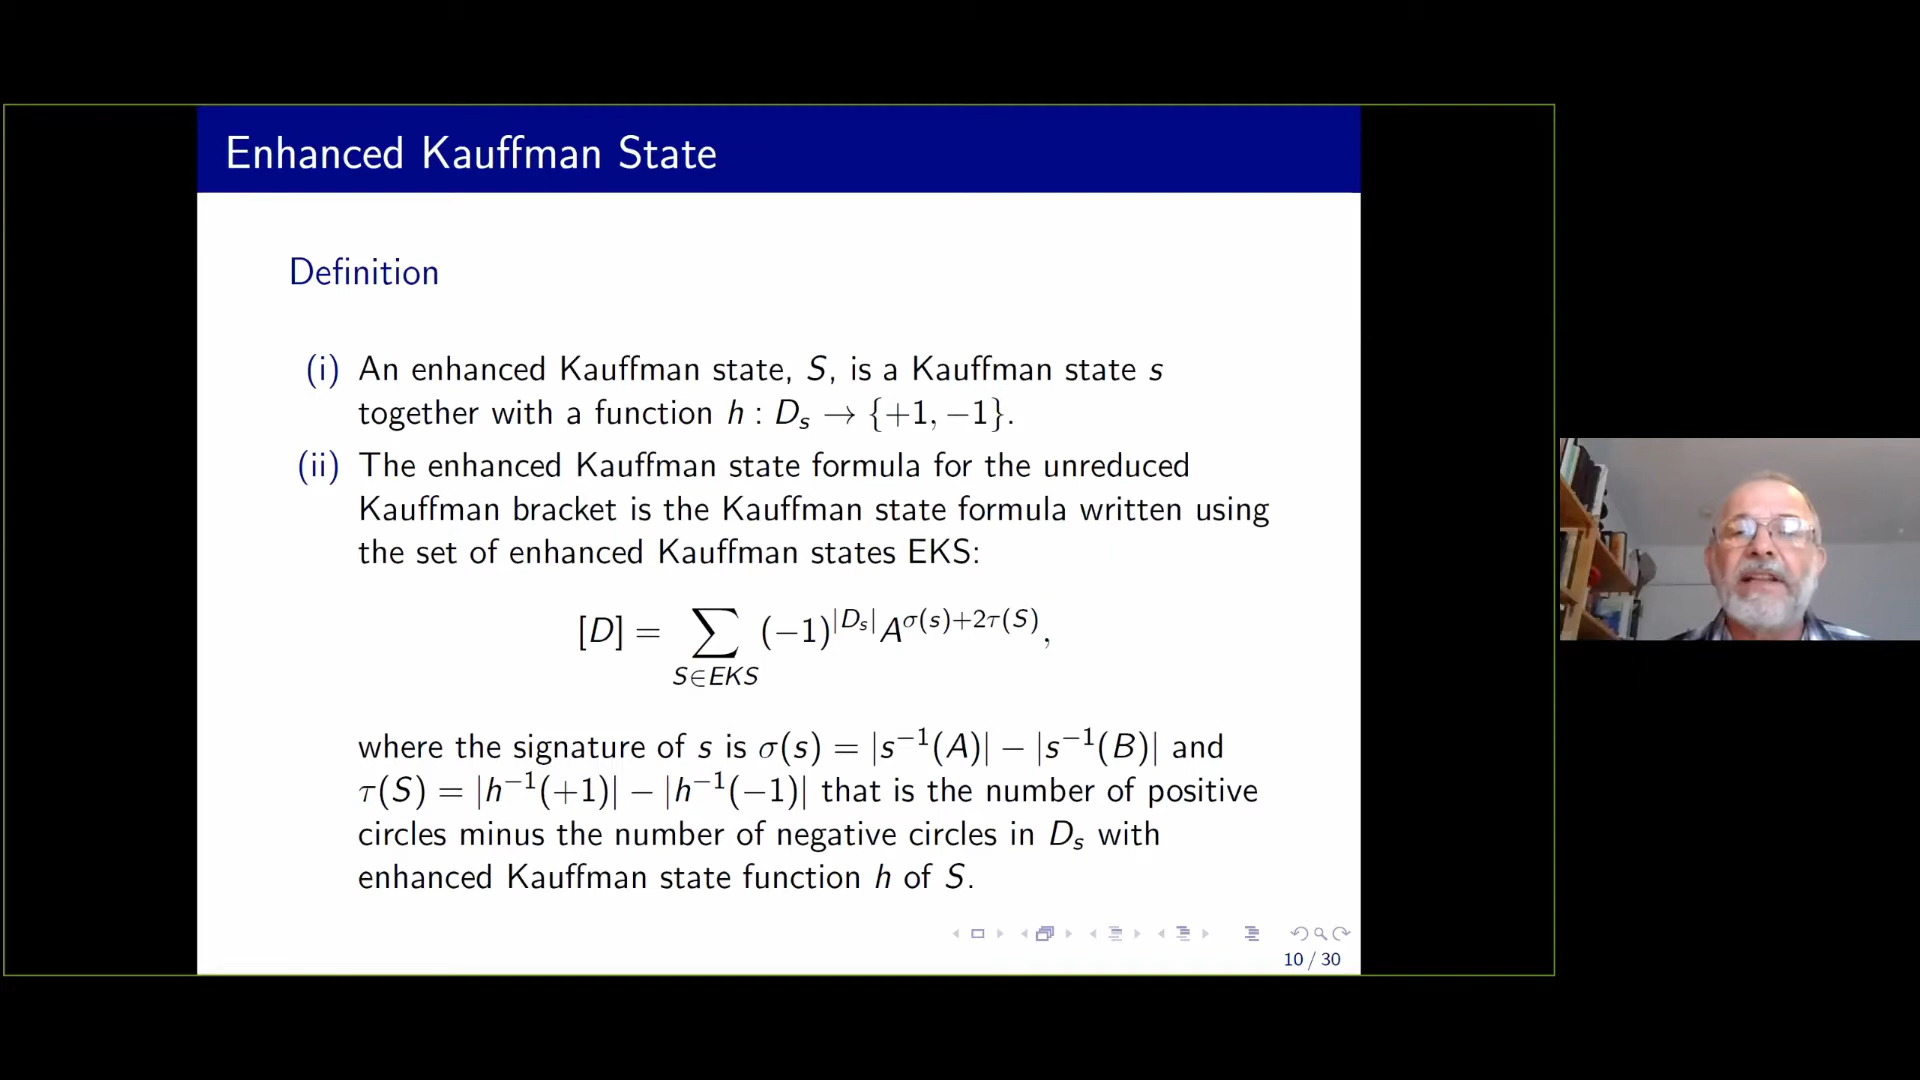 Enhanced Kauffman State
Definition
(i) An enhanced Kauffman state, S, is a Kauffman state s
together with a function h : Dₛ → {+1, −1}.
(ii) The enhanced Kauffman state formula for the unreduced
Kauffman bracket is the Kauffman state formula written using
the set of enhanced Kauffman states EKS:
[D] = ∑_{S∈EKS} (−1)^{|Dₛ|} A^{σ(s)+2τ(S)},
where the signature of s is σ(s) = |s⁻¹(A)| − |s⁻¹(B)| and
τ(S) = |h⁻¹(+1)| − |h⁻¹(−1)| that is the number of positive
circles minus the number of negative circles in Dₛ with
enhanced Kauffman state function h of S.
10 / 30